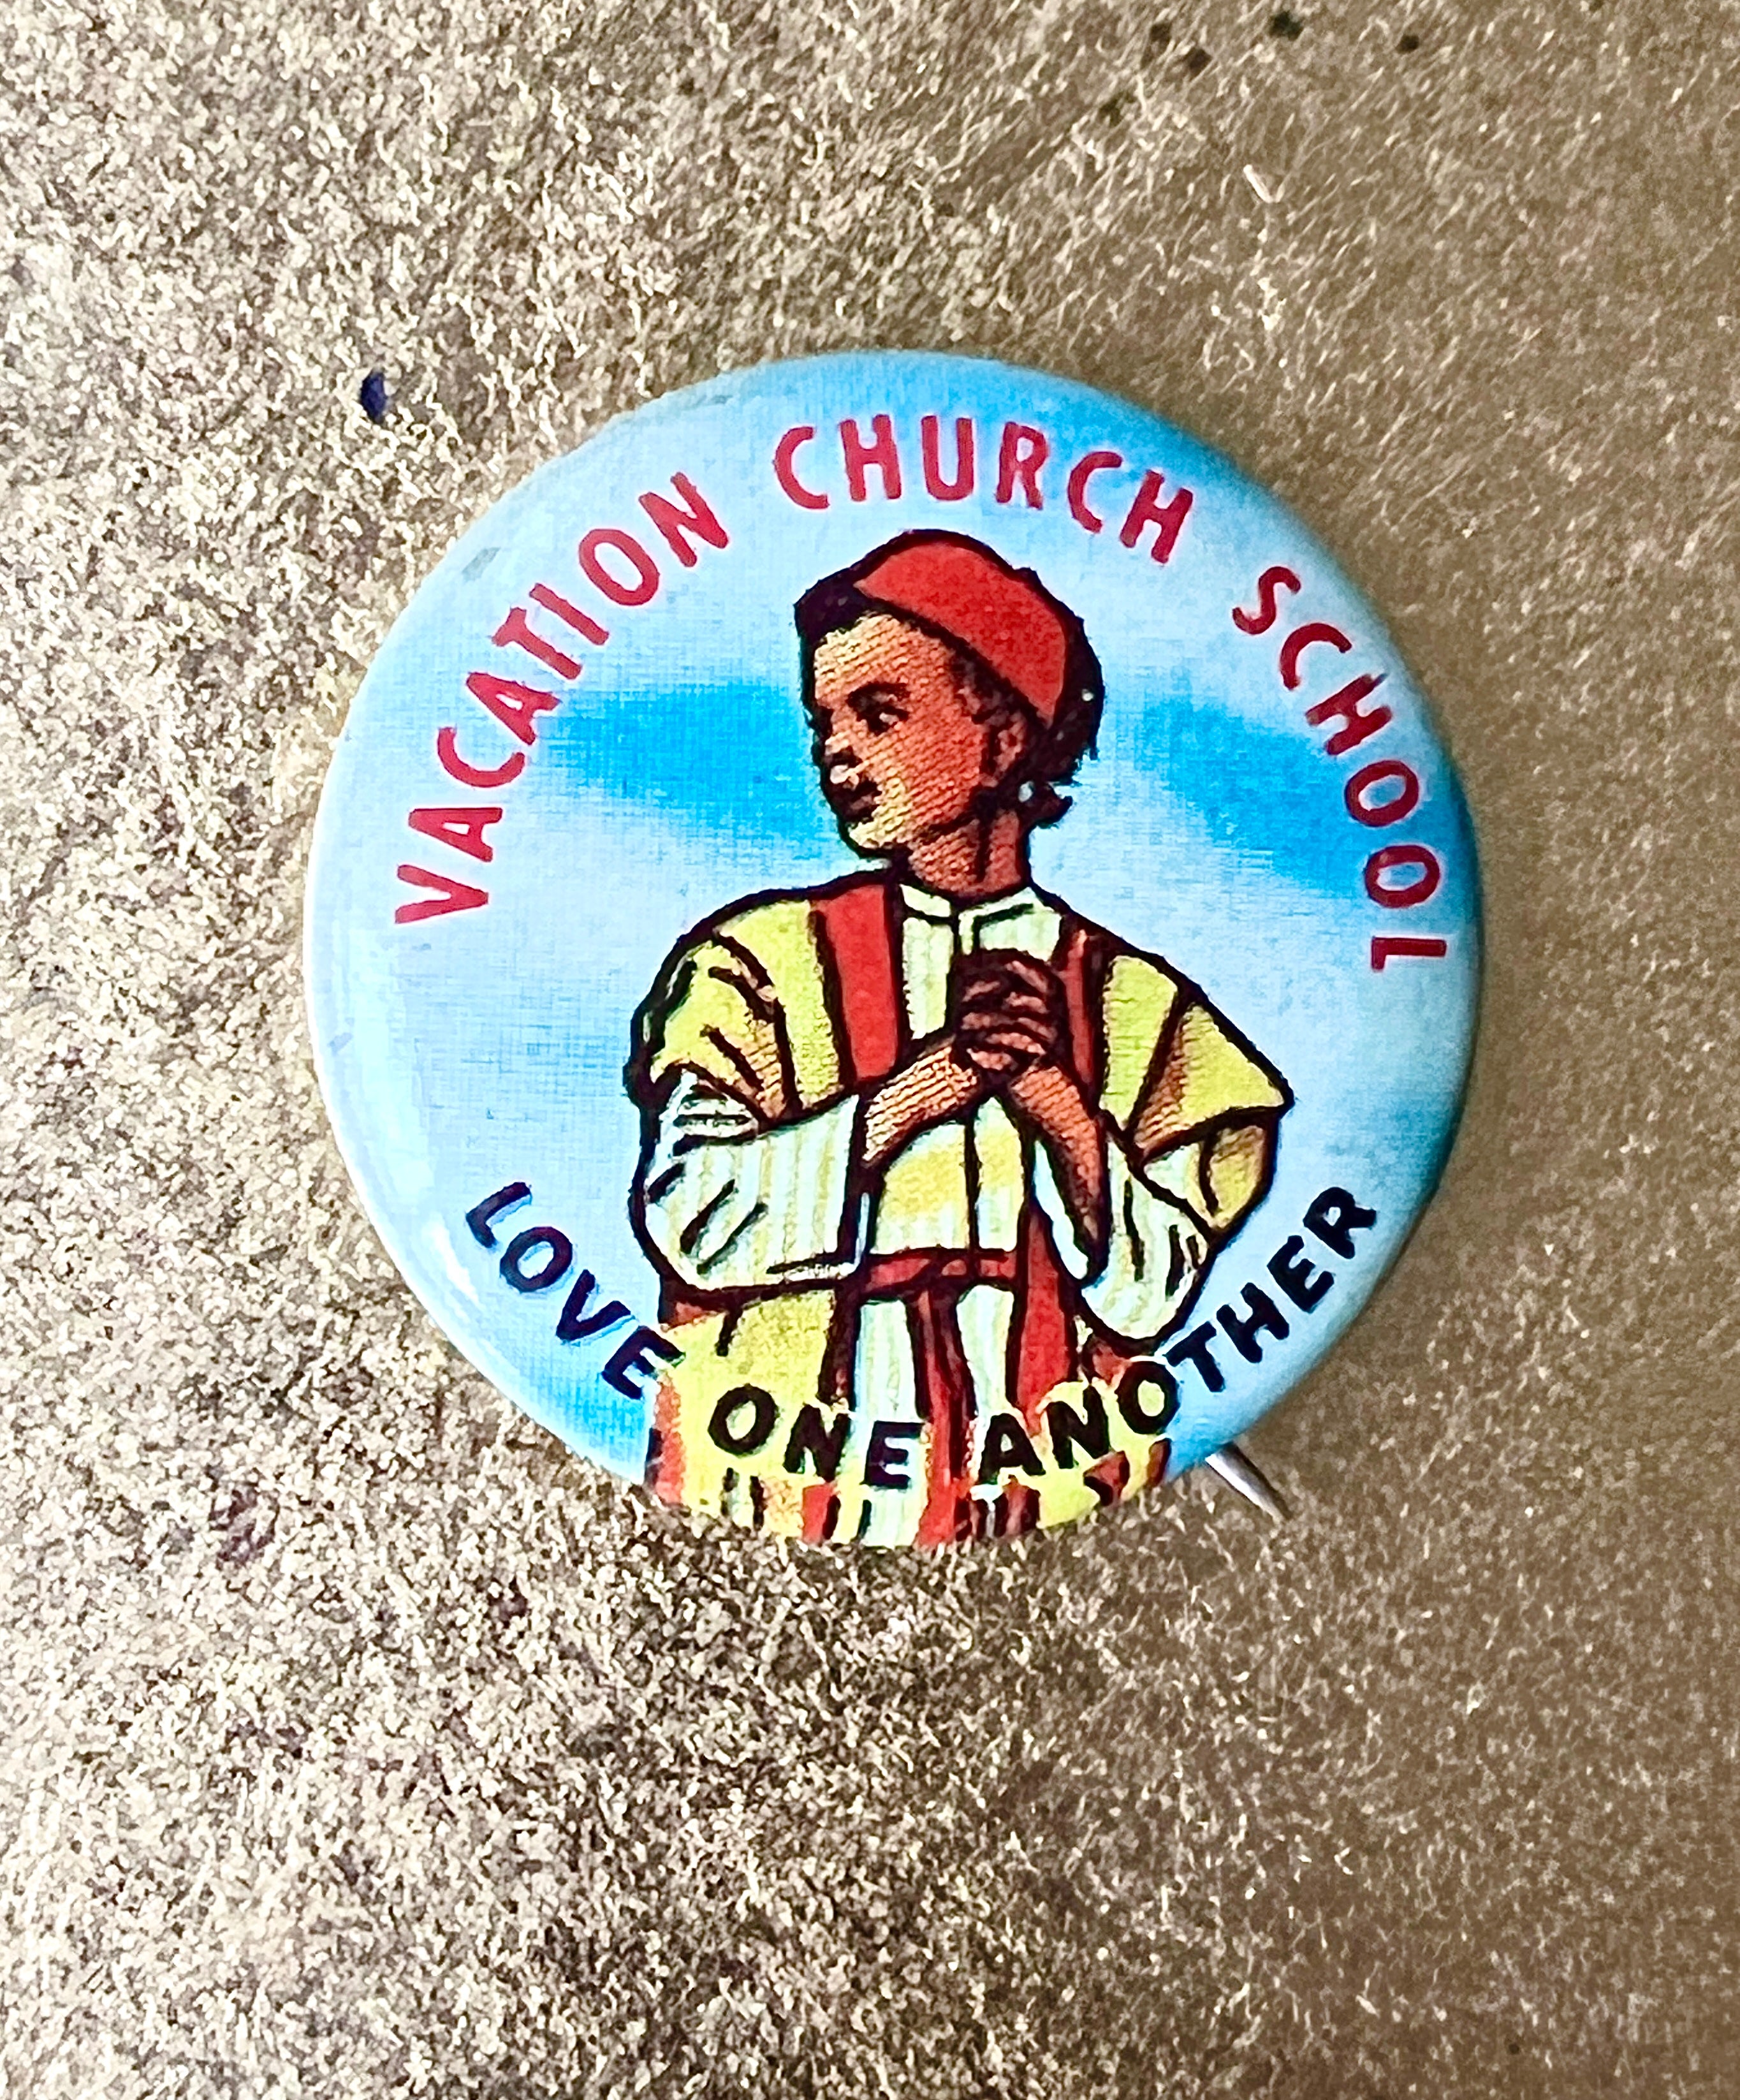 VACATION CHURCH SCHOOL
LOVE ONE ANOTHER